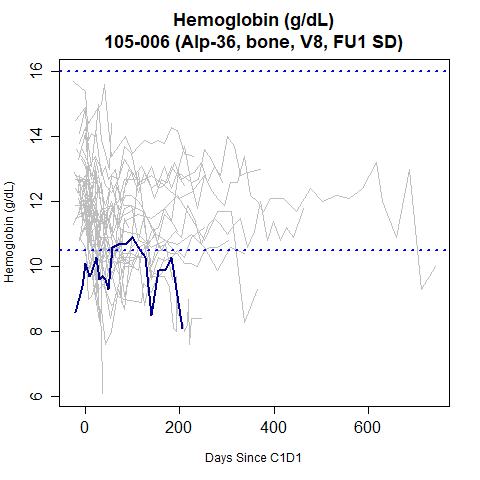 Hemoglobin (g/dL)
105-006 (Alp-36, bone, V8, FU1 SD)
Hemoglobin (g/dL)
16
14
12
10
8
6
0
200
400
600
Days Since C1D1